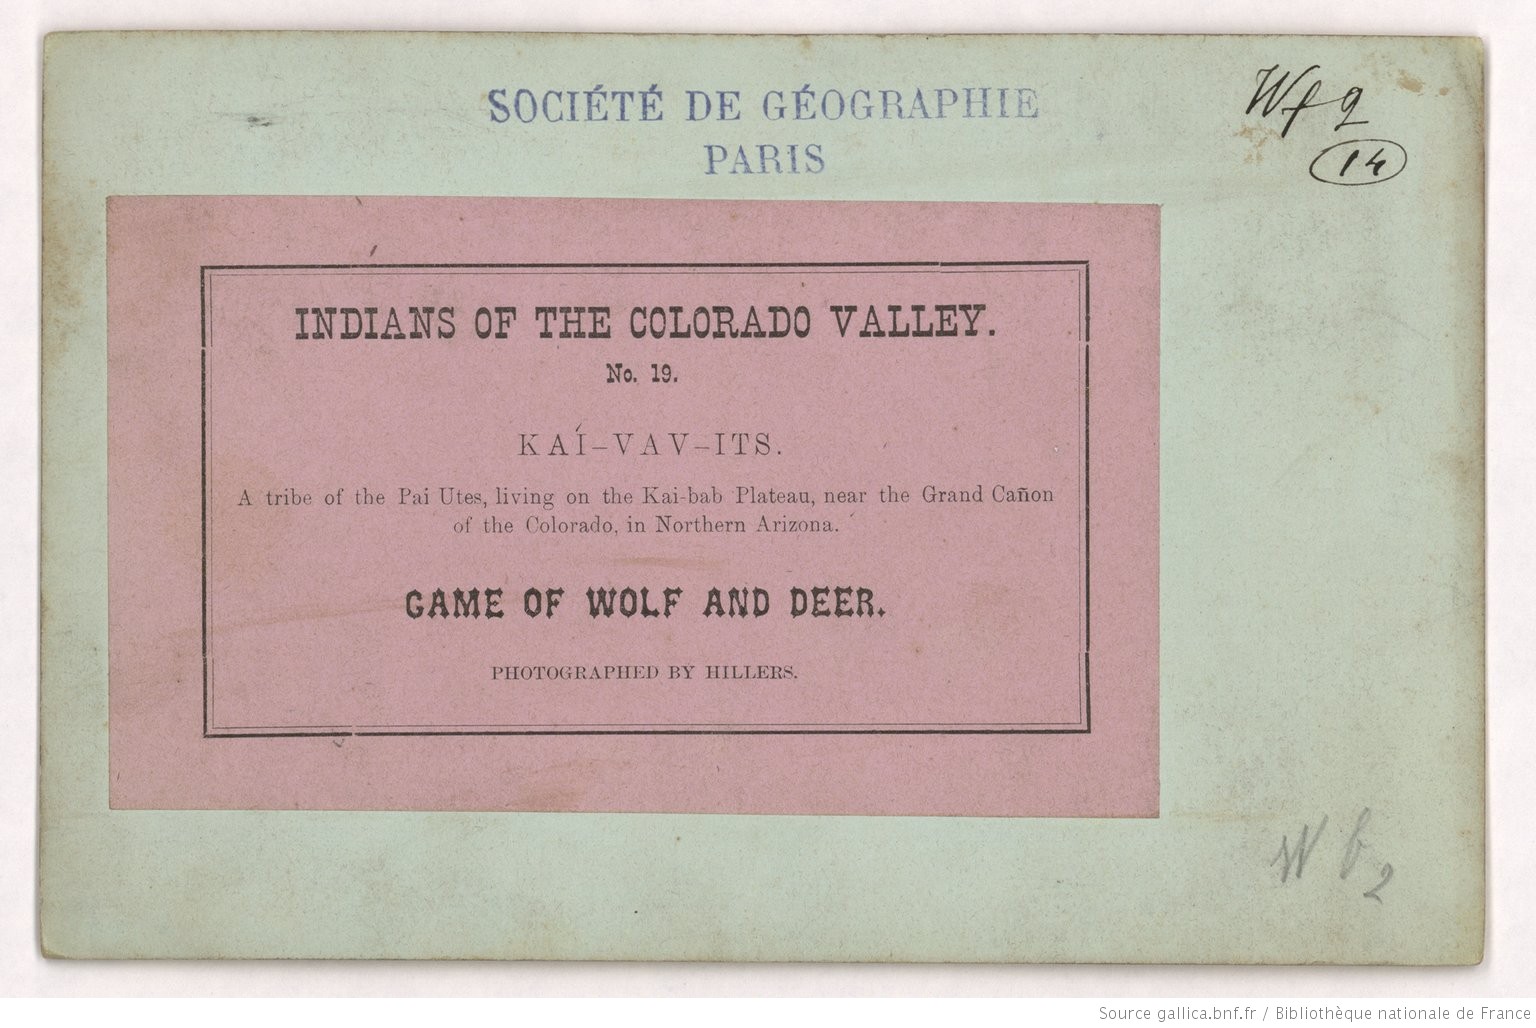 SOCIÉTÉ DE GÉOGRAPHIE
PARIS
Wf 9
14
INDIANS OF THE COLORADO VALLEY.
No. 19.
KAÍ-VAV-ITS.
A tribe of the Pai Utes, living on the Kai-bab Plateau, near the Grand Cañon
of the Colorado, in Northern Arizona.
GAME OF WOLF AND DEER.
PHOTOGRAPHED BY HILLERS.
W b 2
Source gallica.bnf.fr / Bibliothèque nationale de France